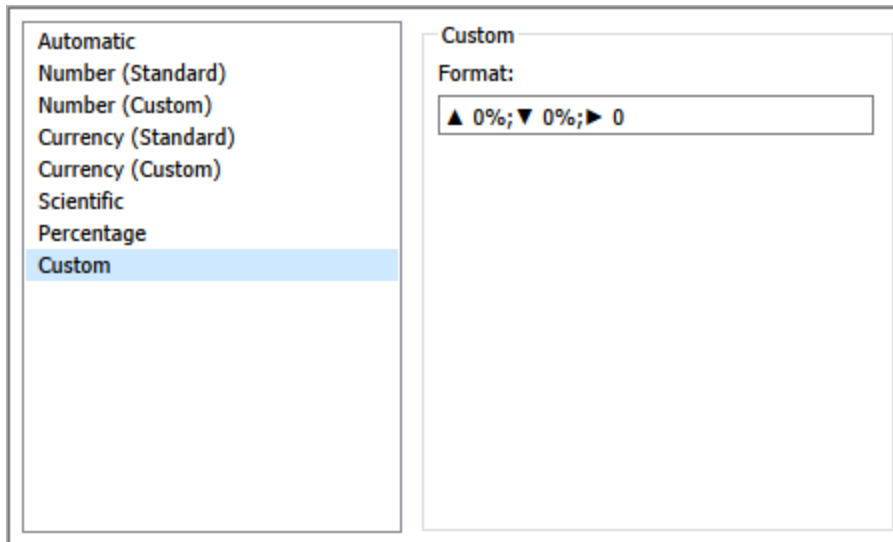 Automatic
Number (Standard)
Number (Custom)
Currency (Standard)
Currency (Custom)
Scientific
Percentage
Custom
Custom
Format:
▲ 0%;▼ 0%;► 0